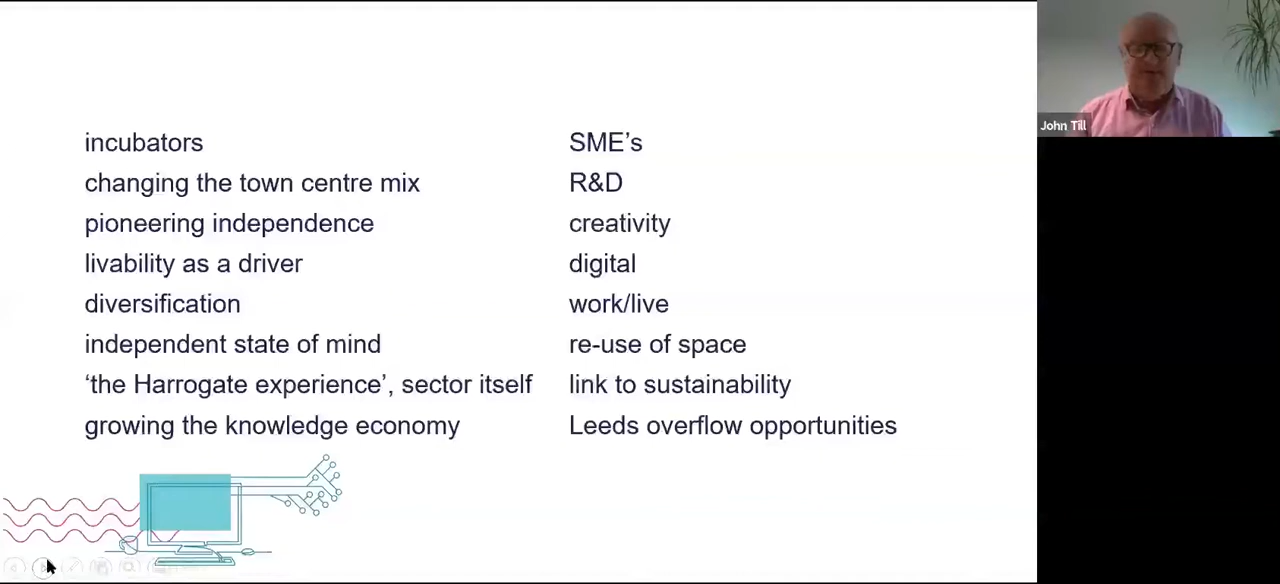 incubators
changing the town centre mix
pioneering independence
livability as a driver
diversification
independent state of mind
‘the Harrogate experience’, sector itself
growing the knowledge economy
SME’s
R&D
creativity
digital
work/live
re-use of space
link to sustainability
Leeds overflow opportunities
John Till